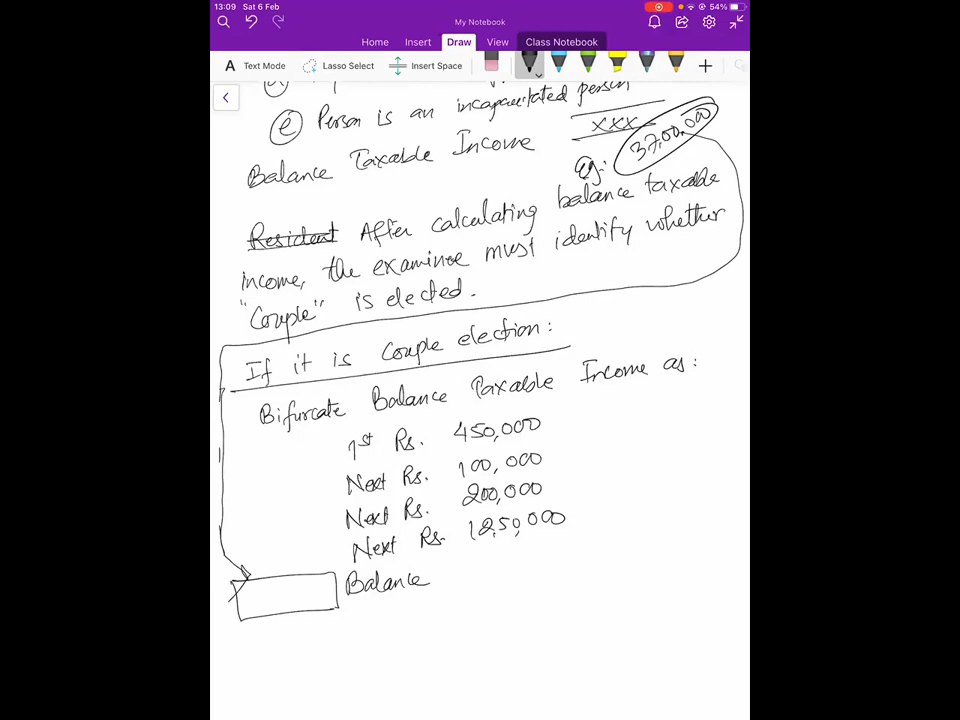 13:09 Sat 6 Feb
54%
My Notebook
Home Insert Draw View Class Notebook
Text Mode Lasso Select Insert Space
e Person is an incapacitated person
Balance Taxable Income xxx
eg: 37,00,000
Resident After calculating balance taxable
income, the examinee must identify whether
"Couple" is elected.
If it is Couple election:
Bifurcate Balance Taxable Income as:
1st Rs. 450,000
Next Rs. 100,000
Next Rs. 200,000
Next Rs. 12,50,000
Balance